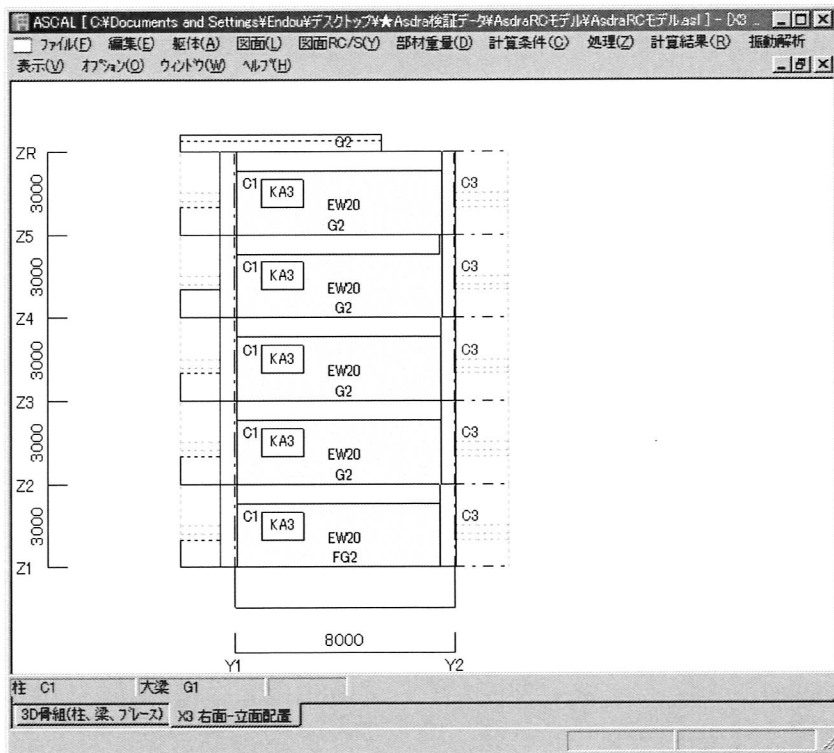 ASCAL [ C:¥Documents and Settings¥Endou¥デスクトップ¥★Asdra検証データ¥AsdraRCモデル¥AsdraRCモデル.asl ] - [X3 ...
ファイル(F) 編集(E) 躯体(A) 図面(L) 図面RC/S(Y) 部材重量(D) 計算条件(C) 処理(Z) 計算結果(R) 振動解析
表示(V) オプション(O) ウィンドウ(W) ヘルプ(H)
G2
ZR
3000
C1 KA3 C3
EW20
G2
Z5
3000
C1 KA3 C3
EW20
G2
Z4
3000
C1 KA3 C3
EW20
G2
Z3
3000
C1 KA3 C3
EW20
G2
Z2
3000
C1 KA3 C3
EW20
FG2
Z1
8000
Y1 Y2
柱 C1 大梁 G1
3D骨組(柱、梁、ブレース) X3 右面-立面配置